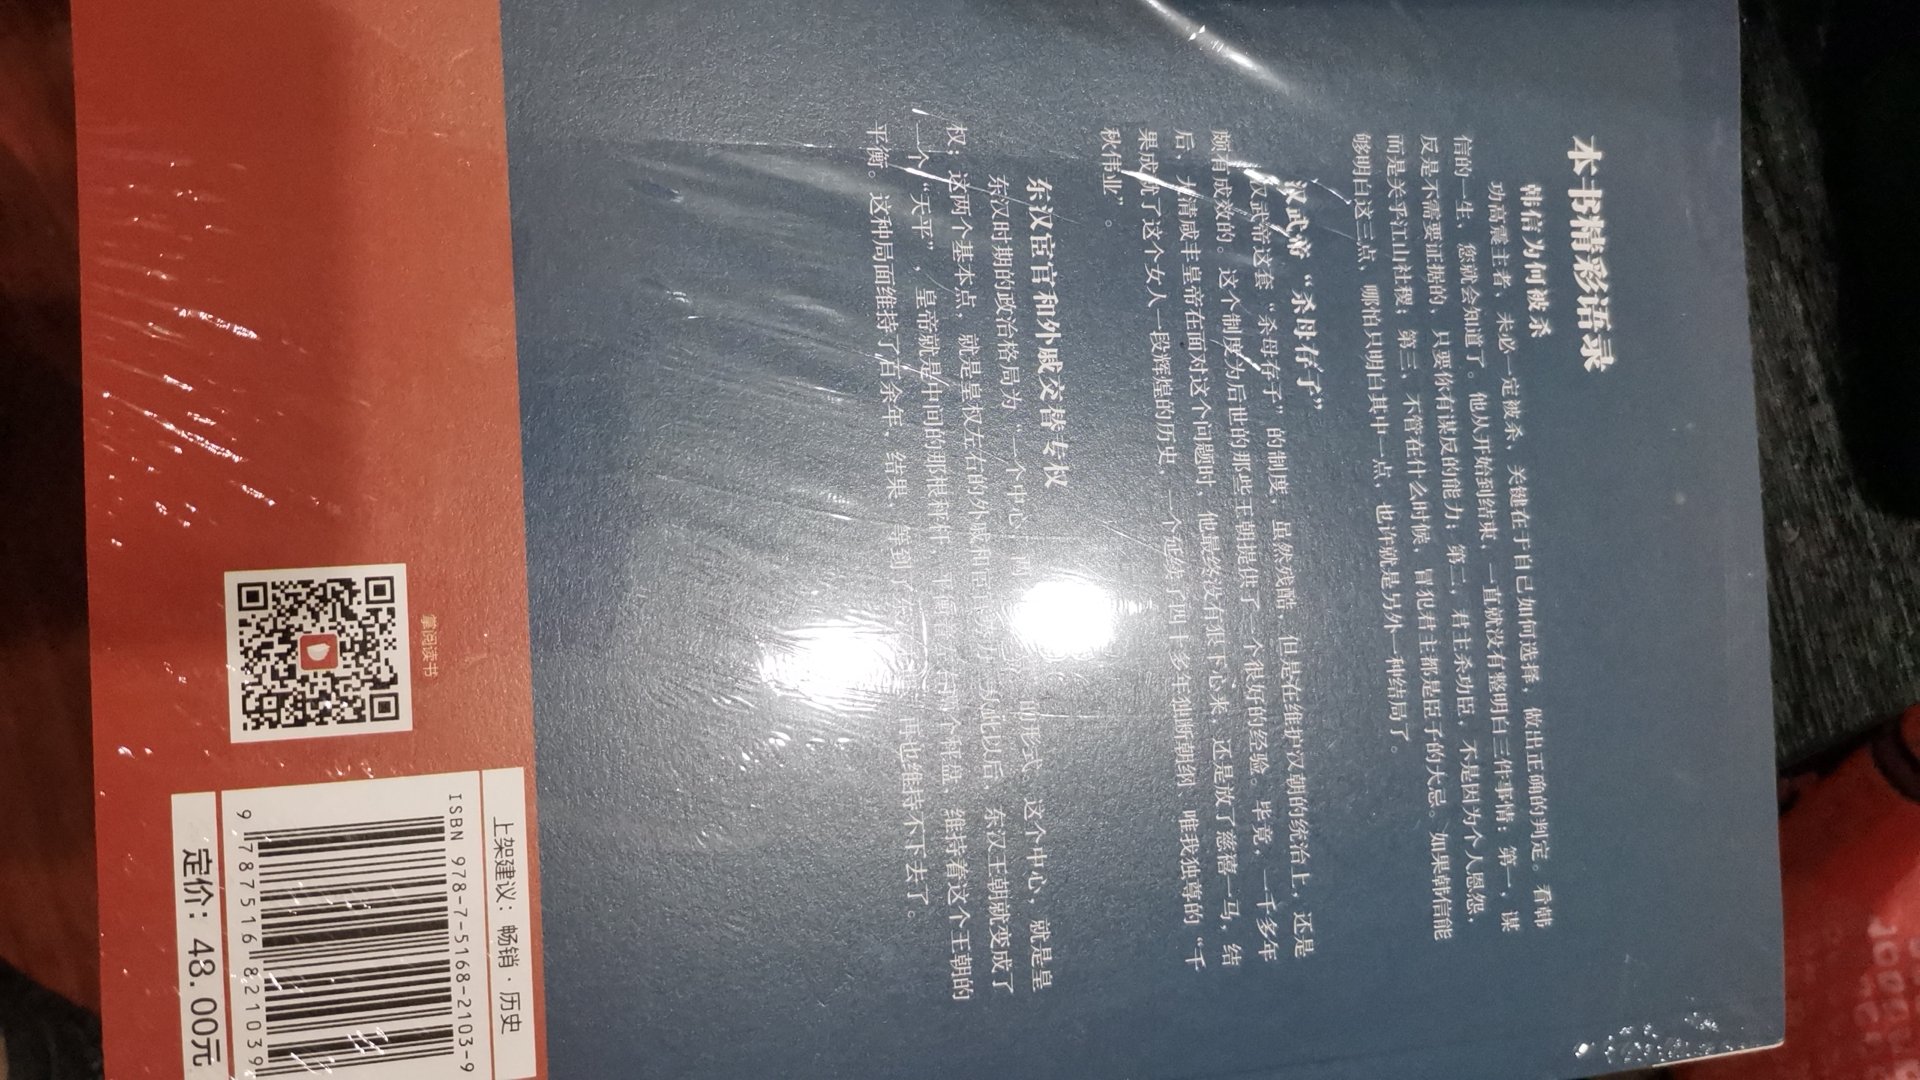 本书精彩语录
韩信为何被杀
功高震主者，未必一定被杀，关键在于自己如何选择，做出正确的判定。看韩
信的一生，您就会知道了。他从开始到结束，一直就没有整明白三件事情：第一，谋
反是不需要证据的，只要你有谋反的能力；第二，君主杀功臣，不是因为个人恩怨，
而是关乎江山社稷；第三，不管在什么时候，冒犯君主都是臣子的大忌。如果韩信能
够明白这三点，哪怕只明白其中一点，也许就是另外一种结局了。
汉武帝“杀母存子”
汉武帝这套“杀母存子”的制度，虽然残酷，但是在维护汉朝的统治上，还是
颇有成效的。这个制度为后世的那些王朝提供了一个很好的经验。毕竟，一千多年
后，大清咸丰皇帝在面对这个问题时，他最终没有狠下心来，还是放了慈禧一马，结
果成就了这个女人一段辉煌的历史，一个延续了四十多年独断朝纲、唯我独尊的“千
秋伟业”。
东汉宦官和外戚交替专权
东汉时期的政治格局为“一个中心，的形式，这个中心，就是皇
权；这两个基本点，就是皇权左右的外戚和此以后，东汉王朝就变成了
一个“天平”，皇帝就是中间的那根秤杆，个秤盘，维持着这个王朝的
平衡。这种局面维持了百余年，结果，等到了再也维持不下去了。
掌阅读书
上架建议：畅销·历史
ISBN 978-7-5168-2103-9
9 787516 821039
定价：48.00元